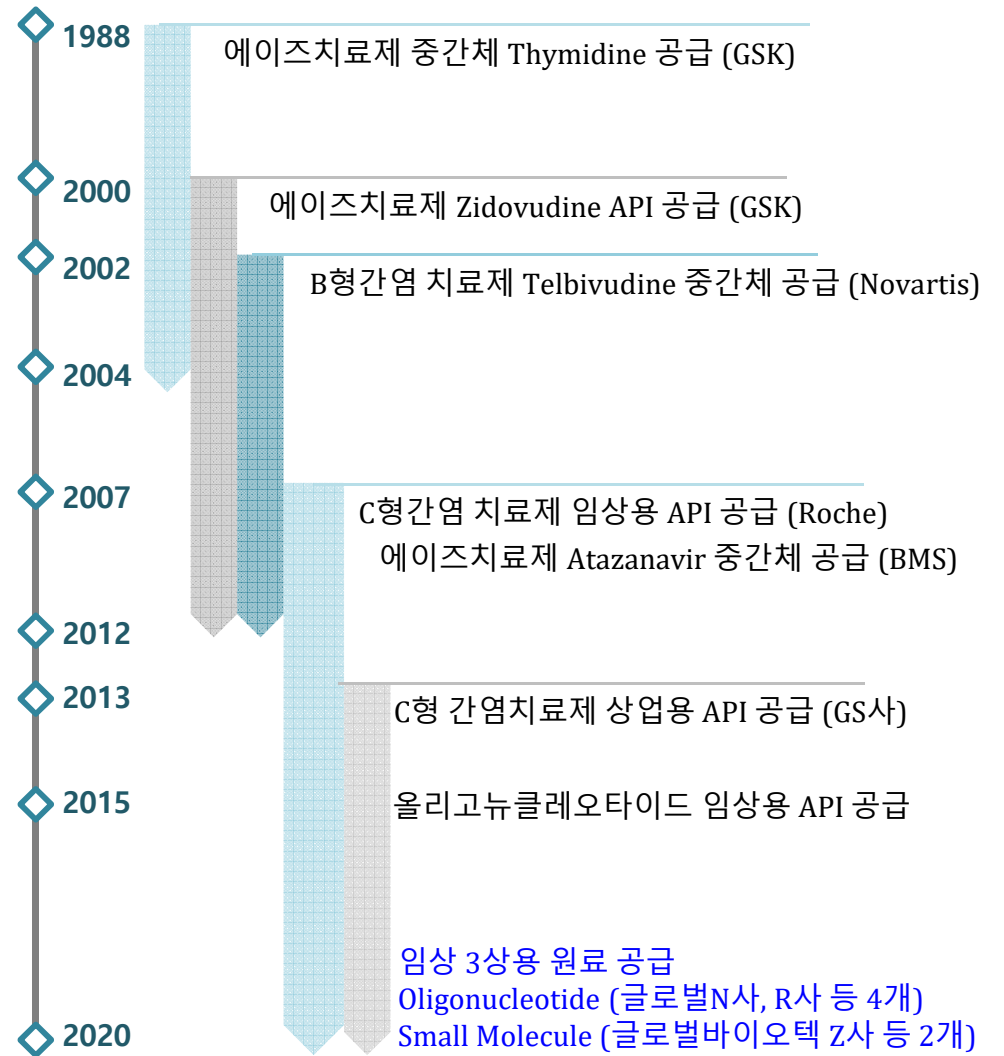 1988
에이즈치료제 중간체 Thymidine 공급 (GSK)
2000
에이즈치료제 Zidovudine API 공급 (GSK)
2002
B형간염 치료제 Telbivudine 중간체 공급 (Novartis)
2004
2007
C형간염 치료제 임상용 API 공급 (Roche)
에이즈치료제 Atazanavir 중간체 공급 (BMS)
2012
2013
C형 간염치료제 상업용 API 공급 (GS사)
2015
올리고뉴클레오타이드 임상용 API 공급
임상 3상용 원료 공급
Oligonucleotide (글로벌N사, R사 등 4개)
Small Molecule (글로벌바이오텍 Z사 등 2개)
2020